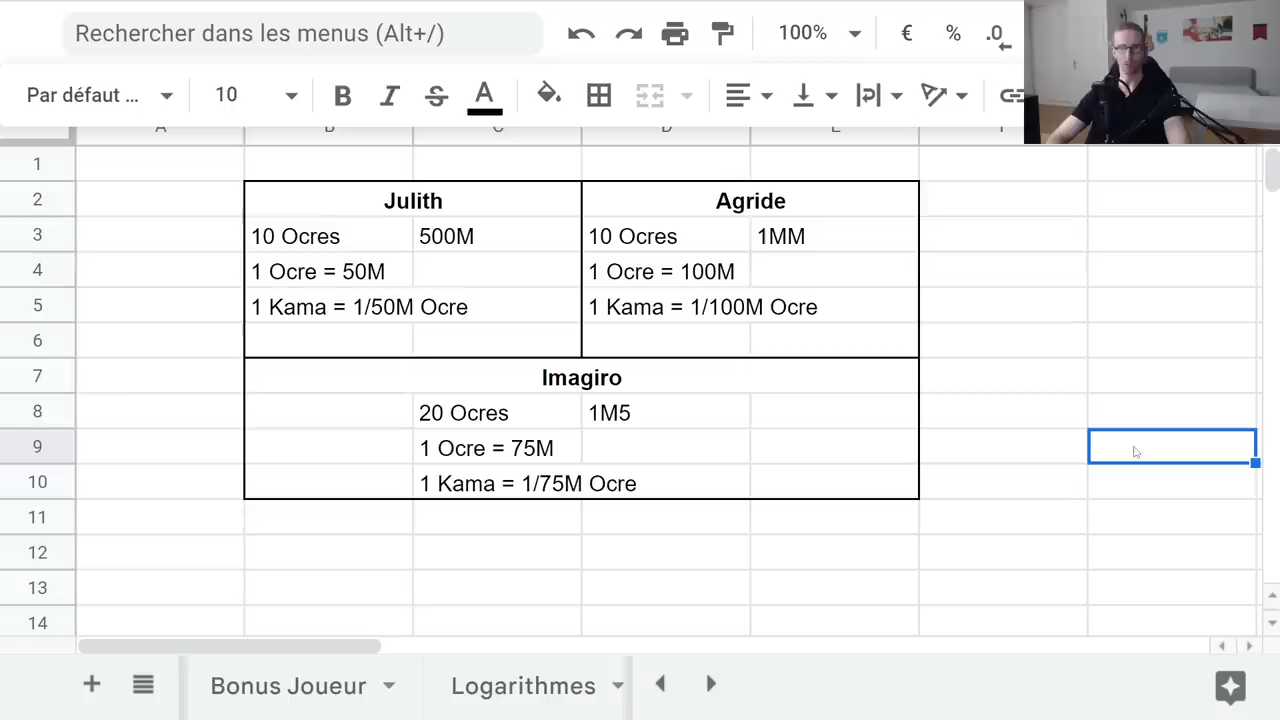 Rechercher dans les menus (Alt+/)
100%
€
%
.0
Par défaut ...
10
B
I
S
A
A B C D E
1
2 Julith Agride
3 10 Ocres 500M 10 Ocres 1MM
4 1 Ocre = 50M 1 Ocre = 100M
5 1 Kama = 1/50M Ocre 1 Kama = 1/100M Ocre
6
7 Imagiro
8 20 Ocres 1M5
9 1 Ocre = 75M
10 1 Kama = 1/75M Ocre
11
12
13
14
Bonus Joueur
Logarithmes